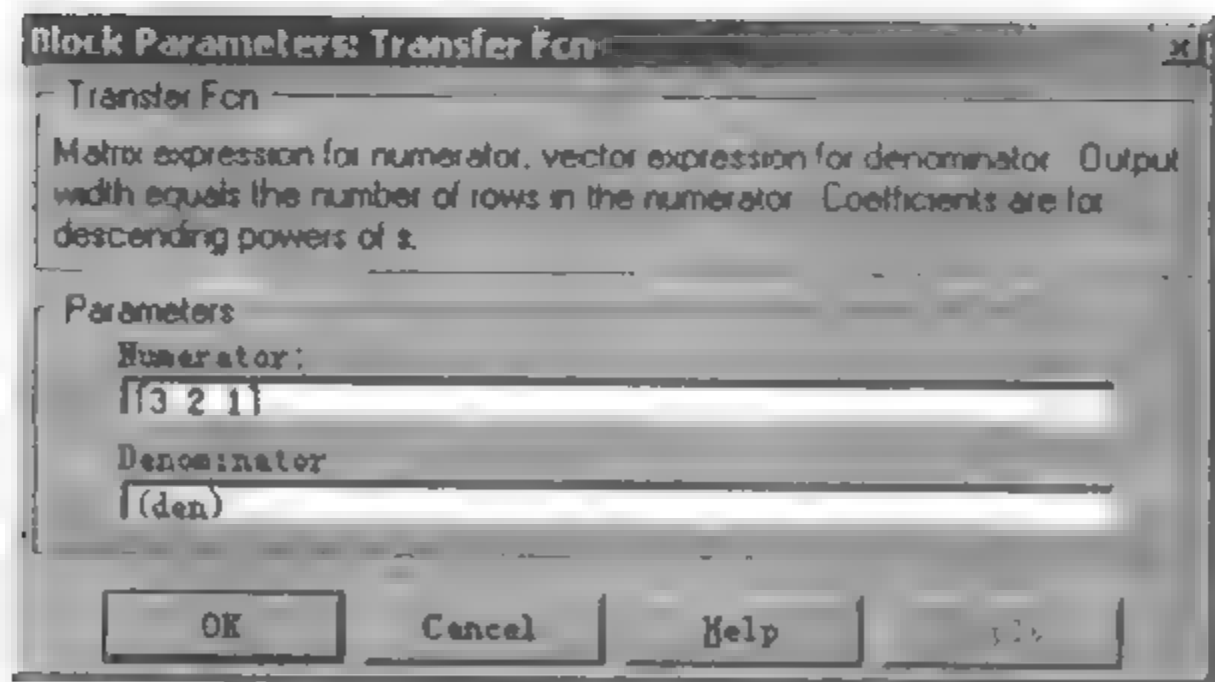 Block Parameters: Transfer Fcn
Transfer Fcn
Matrix expression for numerator, vector expression for denominator. Output
width equals the number of rows in the numerator. Coefficients are for
descending powers of s.
Parameters
Numerator:
[3 2 1]
Denominator
(den)
OK
Cancel
Help